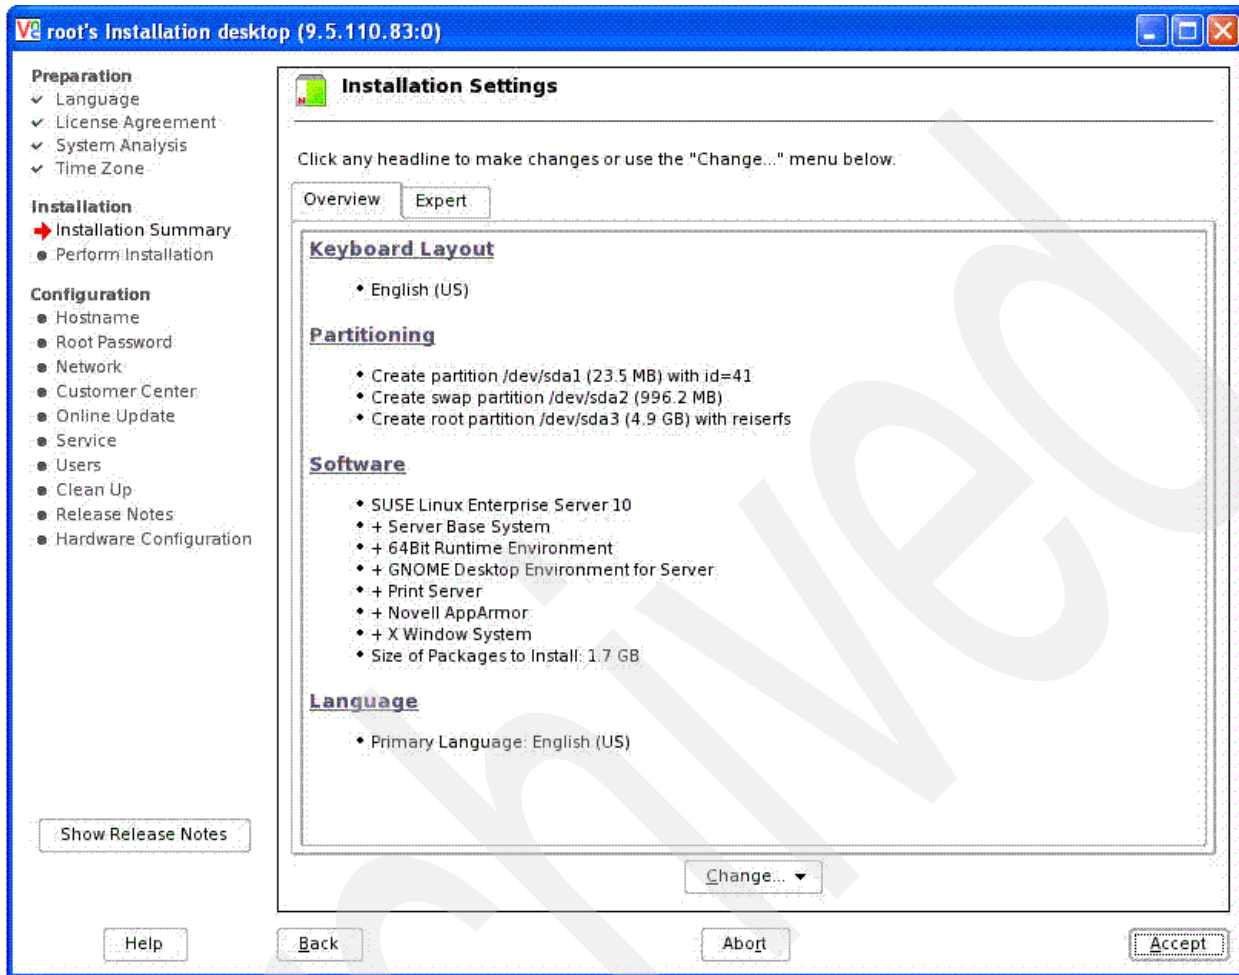 root's Installation desktop (9.5.110.83:0)
Preparation
Language
License Agreement
System Analysis
Time Zone
Installation
Installation Summary
Perform Installation
Configuration
Hostname
Root Password
Network
Customer Center
Online Update
Service
Users
Clean Up
Release Notes
Hardware Configuration
Show Release Notes
Help
Installation Settings
Click any headline to make changes or use the "Change..." menu below.
Overview
Expert
Keyboard Layout
• English (US)
Partitioning
• Create partition /dev/sda1 (23.5 MB) with id=41
• Create swap partition /dev/sda2 (996.2 MB)
• Create root partition /dev/sda3 (4.9 GB) with reiserfs
Software
• SUSE Linux Enterprise Server 10
• + Server Base System
• + 64Bit Runtime Environment
• + GNOME Desktop Environment for Server
• + Print Server
• + Novell AppArmor
• + X Window System
• Size of Packages to Install: 1.7 GB
Language
• Primary Language: English (US)
Change...
Back
Abort
Accept